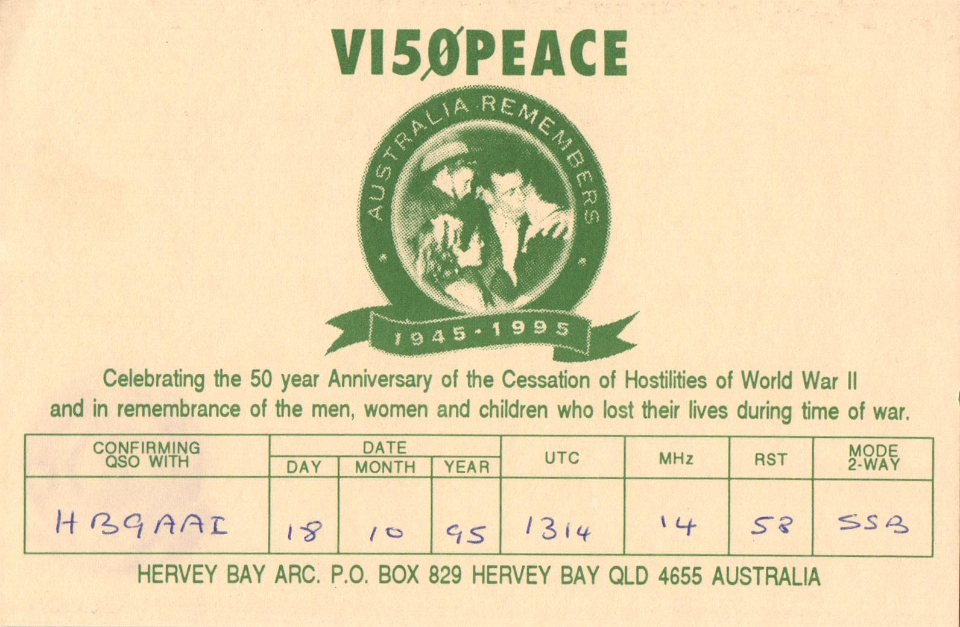 VI5ØPEACE
AUSTRALIA REMEMBERS
1945-1995
Celebrating the 50 year Anniversary of the Cessation of Hostilities of World War II
and in remembrance of the men, women and children who lost their lives during time of war.
CONFIRMING QSO WITH DATE DAY MONTH YEAR UTC MHz RST MODE 2-WAY
HB9AAI 18 10 95 1314 14 58 SSB
HERVEY BAY ARC. P.O. BOX 829 HERVEY BAY QLD 4655 AUSTRALIA